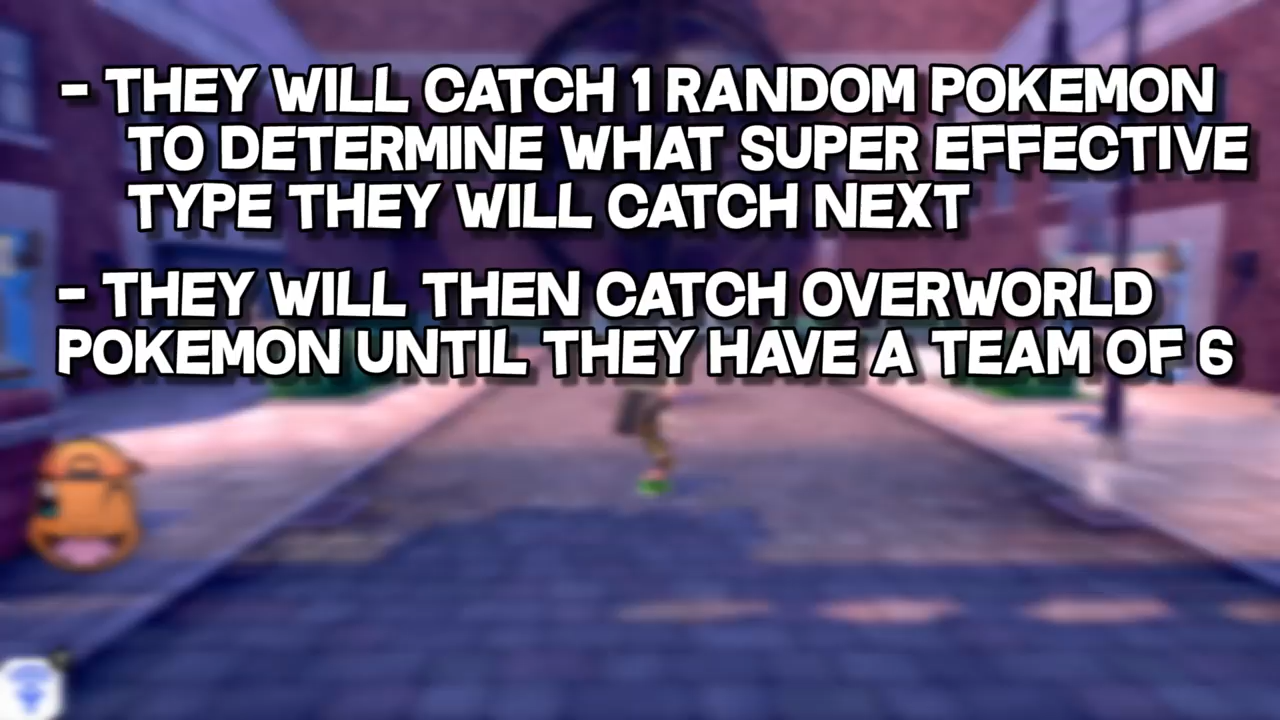 - THEY WILL CATCH 1 RANDOM POKEMON
TO DETERMINE WHAT SUPER EFFECTIVE
TYPE THEY WILL CATCH NEXT
- THEY WILL THEN CATCH OVERWORLD
POKEMON UNTIL THEY HAVE A TEAM OF 6